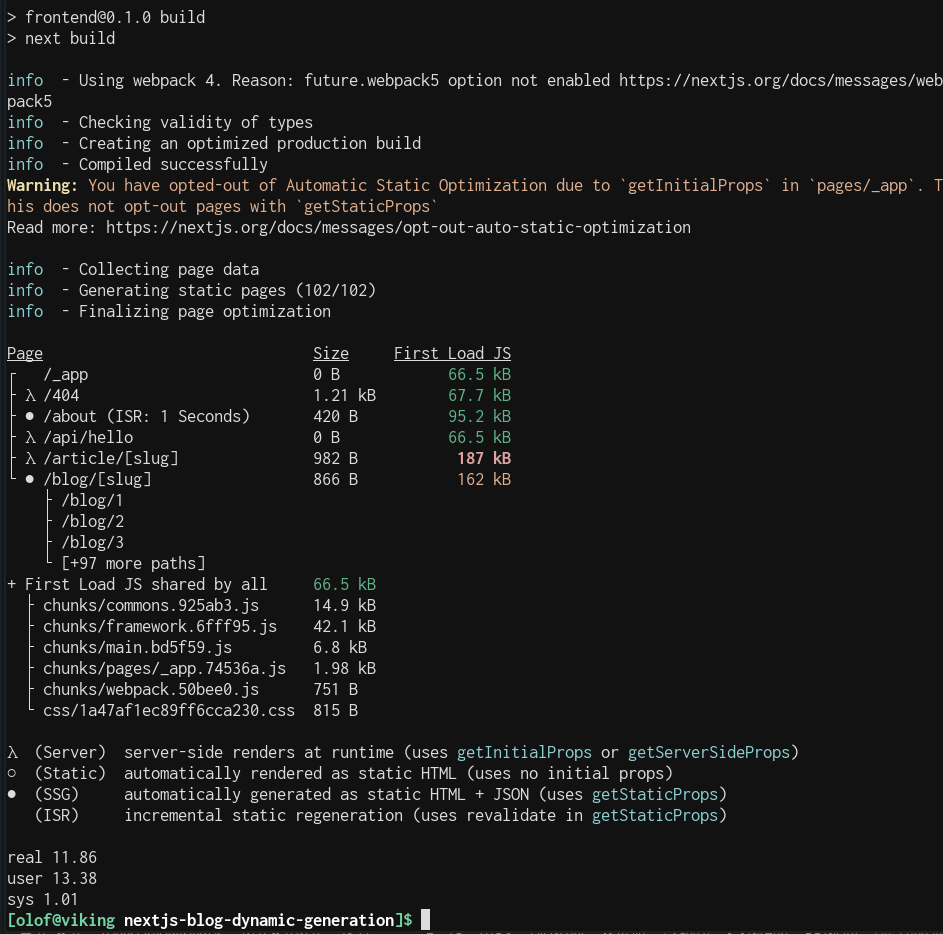 > frontend@0.1.0 build
> next build
info  - Using webpack 4. Reason: future.webpack5 option not enabled https://nextjs.org/docs/messages/web
pack5
info  - Checking validity of types
info  - Creating an optimized production build
info  - Compiled successfully
Warning: You have opted-out of Automatic Static Optimization due to `getInitialProps` in `pages/_app`. T
his does not opt-out pages with `getStaticProps`
Read more: https://nextjs.org/docs/messages/opt-out-auto-static-optimization
info  - Collecting page data
info  - Generating static pages (102/102)
info  - Finalizing page optimization
Page                              Size     First Load JS
┌   /_app                         0 B            66.5 kB
├ λ /404                          1.21 kB        67.7 kB
├ ● /about (ISR: 1 Seconds)       420 B          95.2 kB
├ λ /api/hello                    0 B            66.5 kB
├ λ /article/[slug]               982 B           187 kB
└ ● /blog/[slug]                  866 B           162 kB
    ├ /blog/1
    ├ /blog/2
    ├ /blog/3
    └ [+97 more paths]
+ First Load JS shared by all     66.5 kB
  ├ chunks/commons.925ab3.js      14.9 kB
  ├ chunks/framework.6fff95.js    42.1 kB
  ├ chunks/main.bd5f59.js         6.8 kB
  ├ chunks/pages/_app.74536a.js   1.98 kB
  ├ chunks/webpack.50bee0.js      751 B
  └ css/1a47af1ec89ff6cca230.css  815 B
λ  (Server)  server-side renders at runtime (uses getInitialProps or getServerSideProps)
○  (Static)  automatically rendered as static HTML (uses no initial props)
●  (SSG)     automatically generated as static HTML + JSON (uses getStaticProps)
   (ISR)     incremental static regeneration (uses revalidate in getStaticProps)
real 11.86
user 13.38
sys 1.01
[olof@viking nextjs-blog-dynamic-generation]$